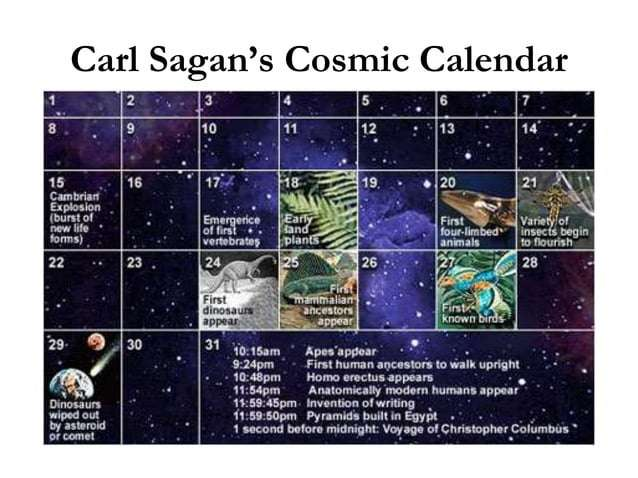 Carl Sagan's Cosmic Calendar
1 2 3 4 5 6 7
8 9 10 11 12 13 14
15
Cambrian
Explosion
(burst of
new life
forms)
16
17
Emergence
of first
vertebrates
18
Early
land
plants
19
20
First
four-limbed
animals
21
Variety of
insects begin
to flourish
22
23
24
First
dinosaurs
appear
25
First
mammalian
ancestors
appear
26
27
First
known birds
28
29
Dinosaurs
wiped out
by asteroid
or comet
30
31
10:15am Apes appear
9:24pm First human ancestors to walk upright
10:48pm Homo erectus appears
11:54pm Anatomically modern humans appear
11:59:45pm Invention of writing
11:59:50pm Pyramids built in Egypt
1 second before midnight: Voyage of Christopher Columbus